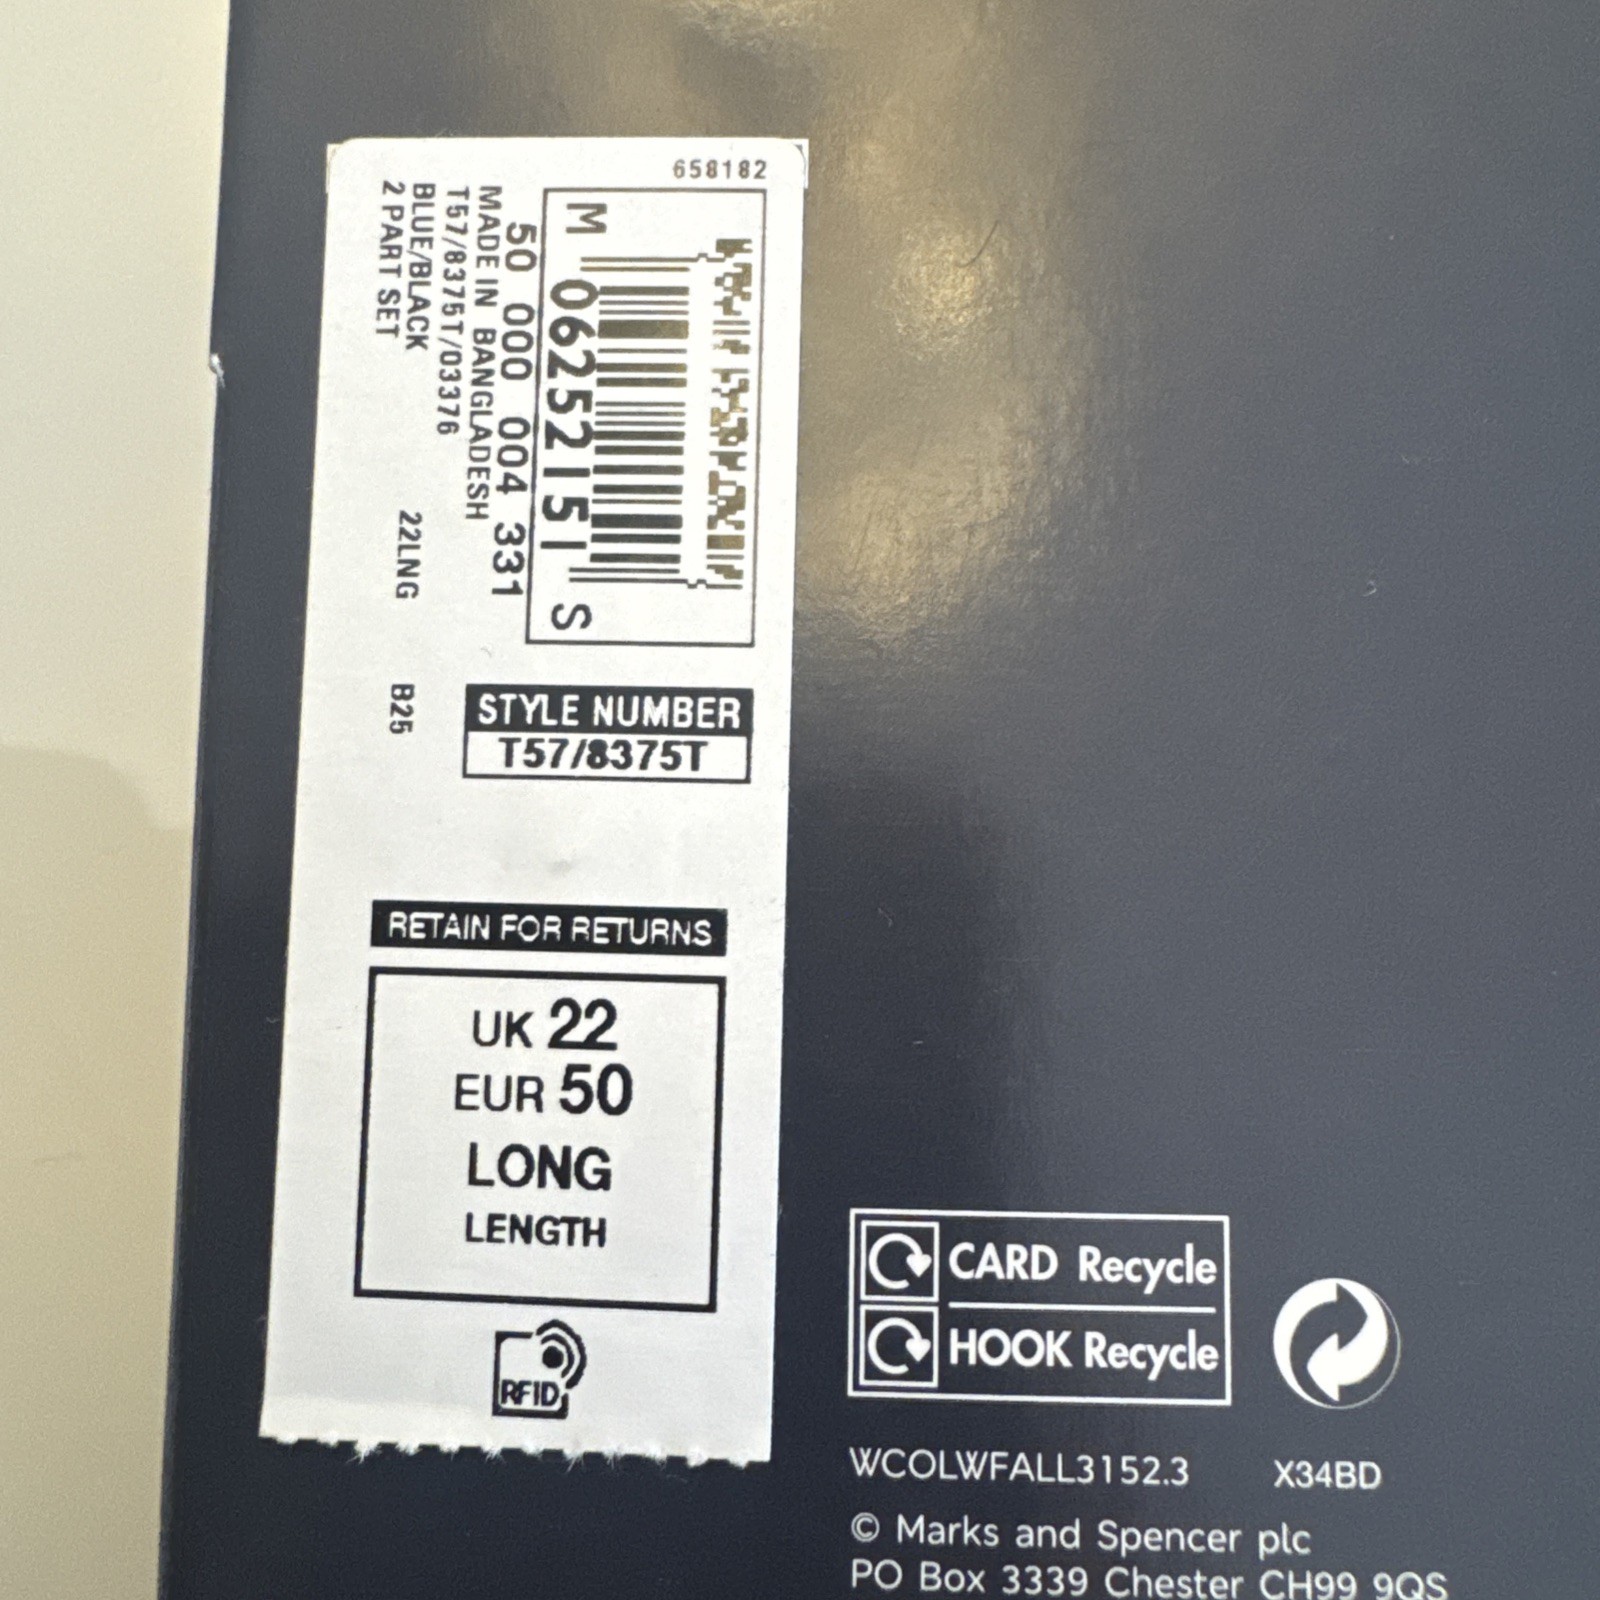 658182
M 06252151 S
50 000 004 331
MADE IN BANGLADESH
T57/8375T/03376
BLUE/BLACK 22LNG B25
2 PART SET
STYLE NUMBER
T57/8375T
RETAIN FOR RETURNS
UK 22
EUR 50
LONG
LENGTH
RFID
CARD Recycle
HOOK Recycle
WCOLWFALL3152.3 X34BD
© Marks and Spencer plc
PO Box 3339 Chester CH99 9QS